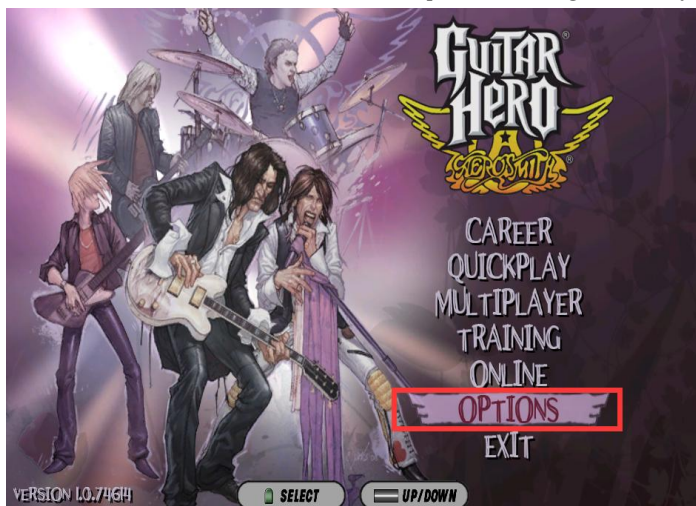 GUITAR
HERO
AEROSMITH
CAREER
QUICKPLAY
MULTIPLAYER
TRAINING
ONLINE
OPTIONS
EXIT
VERSION 1.0.74614
SELECT
UP/DOWN